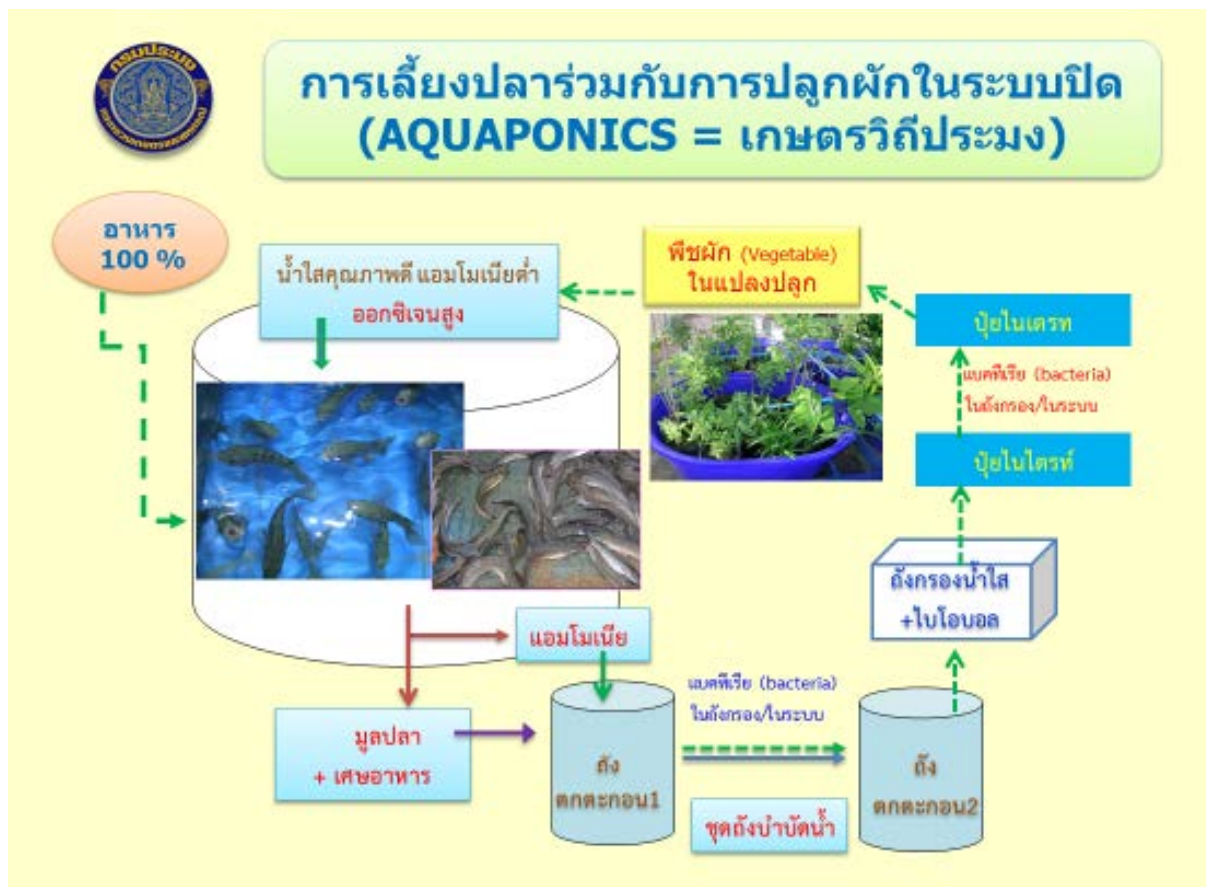 กรมประมง
การเลี้ยงปลาร่วมกับการปลูกผักในระบบปิด
(AQUAPONICS = เกษตรวิถีประมง)
อาหาร
100 %
น้ำใสคุณภาพดี แอมโมเนียต่ำ
ออกซิเจนสูง
พืชผัก (Vegetable)
ในแปลงปลูก
ปุ๋ยไนเตรท
แบคทีเรีย (bacteria)
ในถังกรอง/ในระบบ
ปุ๋ยไนไตรท์
ถังกรองน้ำใส
+ไบโอบอล
แอมโมเนีย
มูลปลา
+ เศษอาหาร
ถัง
ตกตะกอน1
แบคทีเรีย (bacteria)
ในถังกรอง/ในระบบ
ชุดถังบำบัดน้ำ
ถัง
ตกตะกอน2